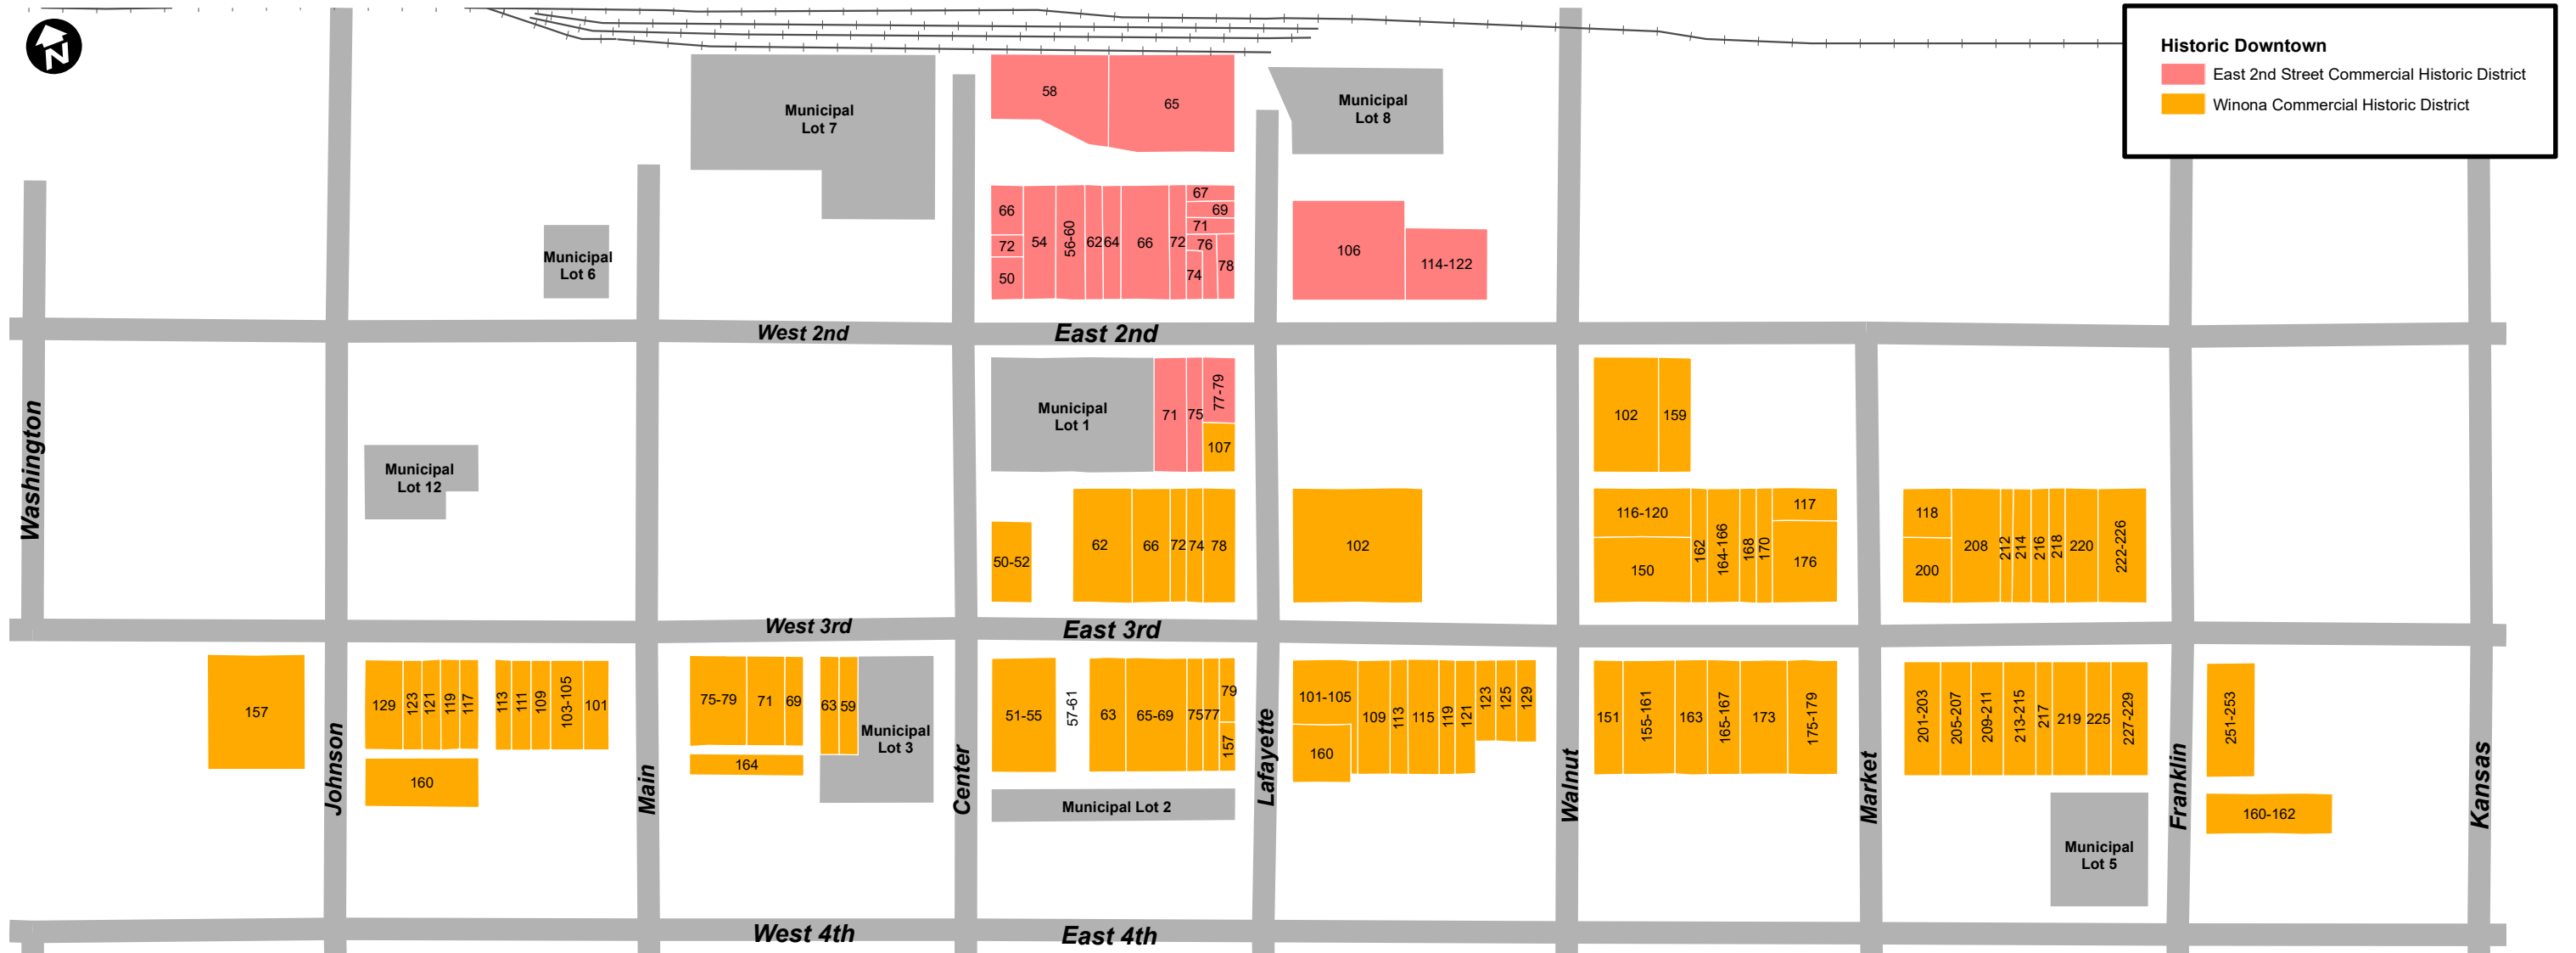 N
Historic Downtown
East 2nd Street Commercial Historic District
Winona Commercial Historic District
Municipal
Lot 7
58
65
Municipal
Lot 8
Municipal
Lot 6
66
72
50
54
56-60
62
64
66
72
67
69
71
76
74
78
106
114-122
West 2nd
East 2nd
Municipal
Lot 1
71
75
77-79
107
102
159
Municipal
Lot 12
50-52
62
66
72
74
78
102
116-120
150
162
164-166
168
170
117
176
118
200
208
212
214
216
218
220
222-226
West 3rd
East 3rd
157
129
123
121
119
117
160
113
111
109
103-105
101
75-79
71
69
164
63
59
Municipal
Lot 3
51-55
57-61
63
65-69
75
77
79
157
Municipal Lot 2
101-105
160
109
113
115
119
121
123
125
129
151
155-161
163
165-167
173
175-179
201-203
205-207
209-211
213-215
217
219
225
227-229
Municipal
Lot 5
251-253
160-162
West 4th
East 4th
Washington
Johnson
Main
Center
Lafayette
Walnut
Market
Franklin
Kansas